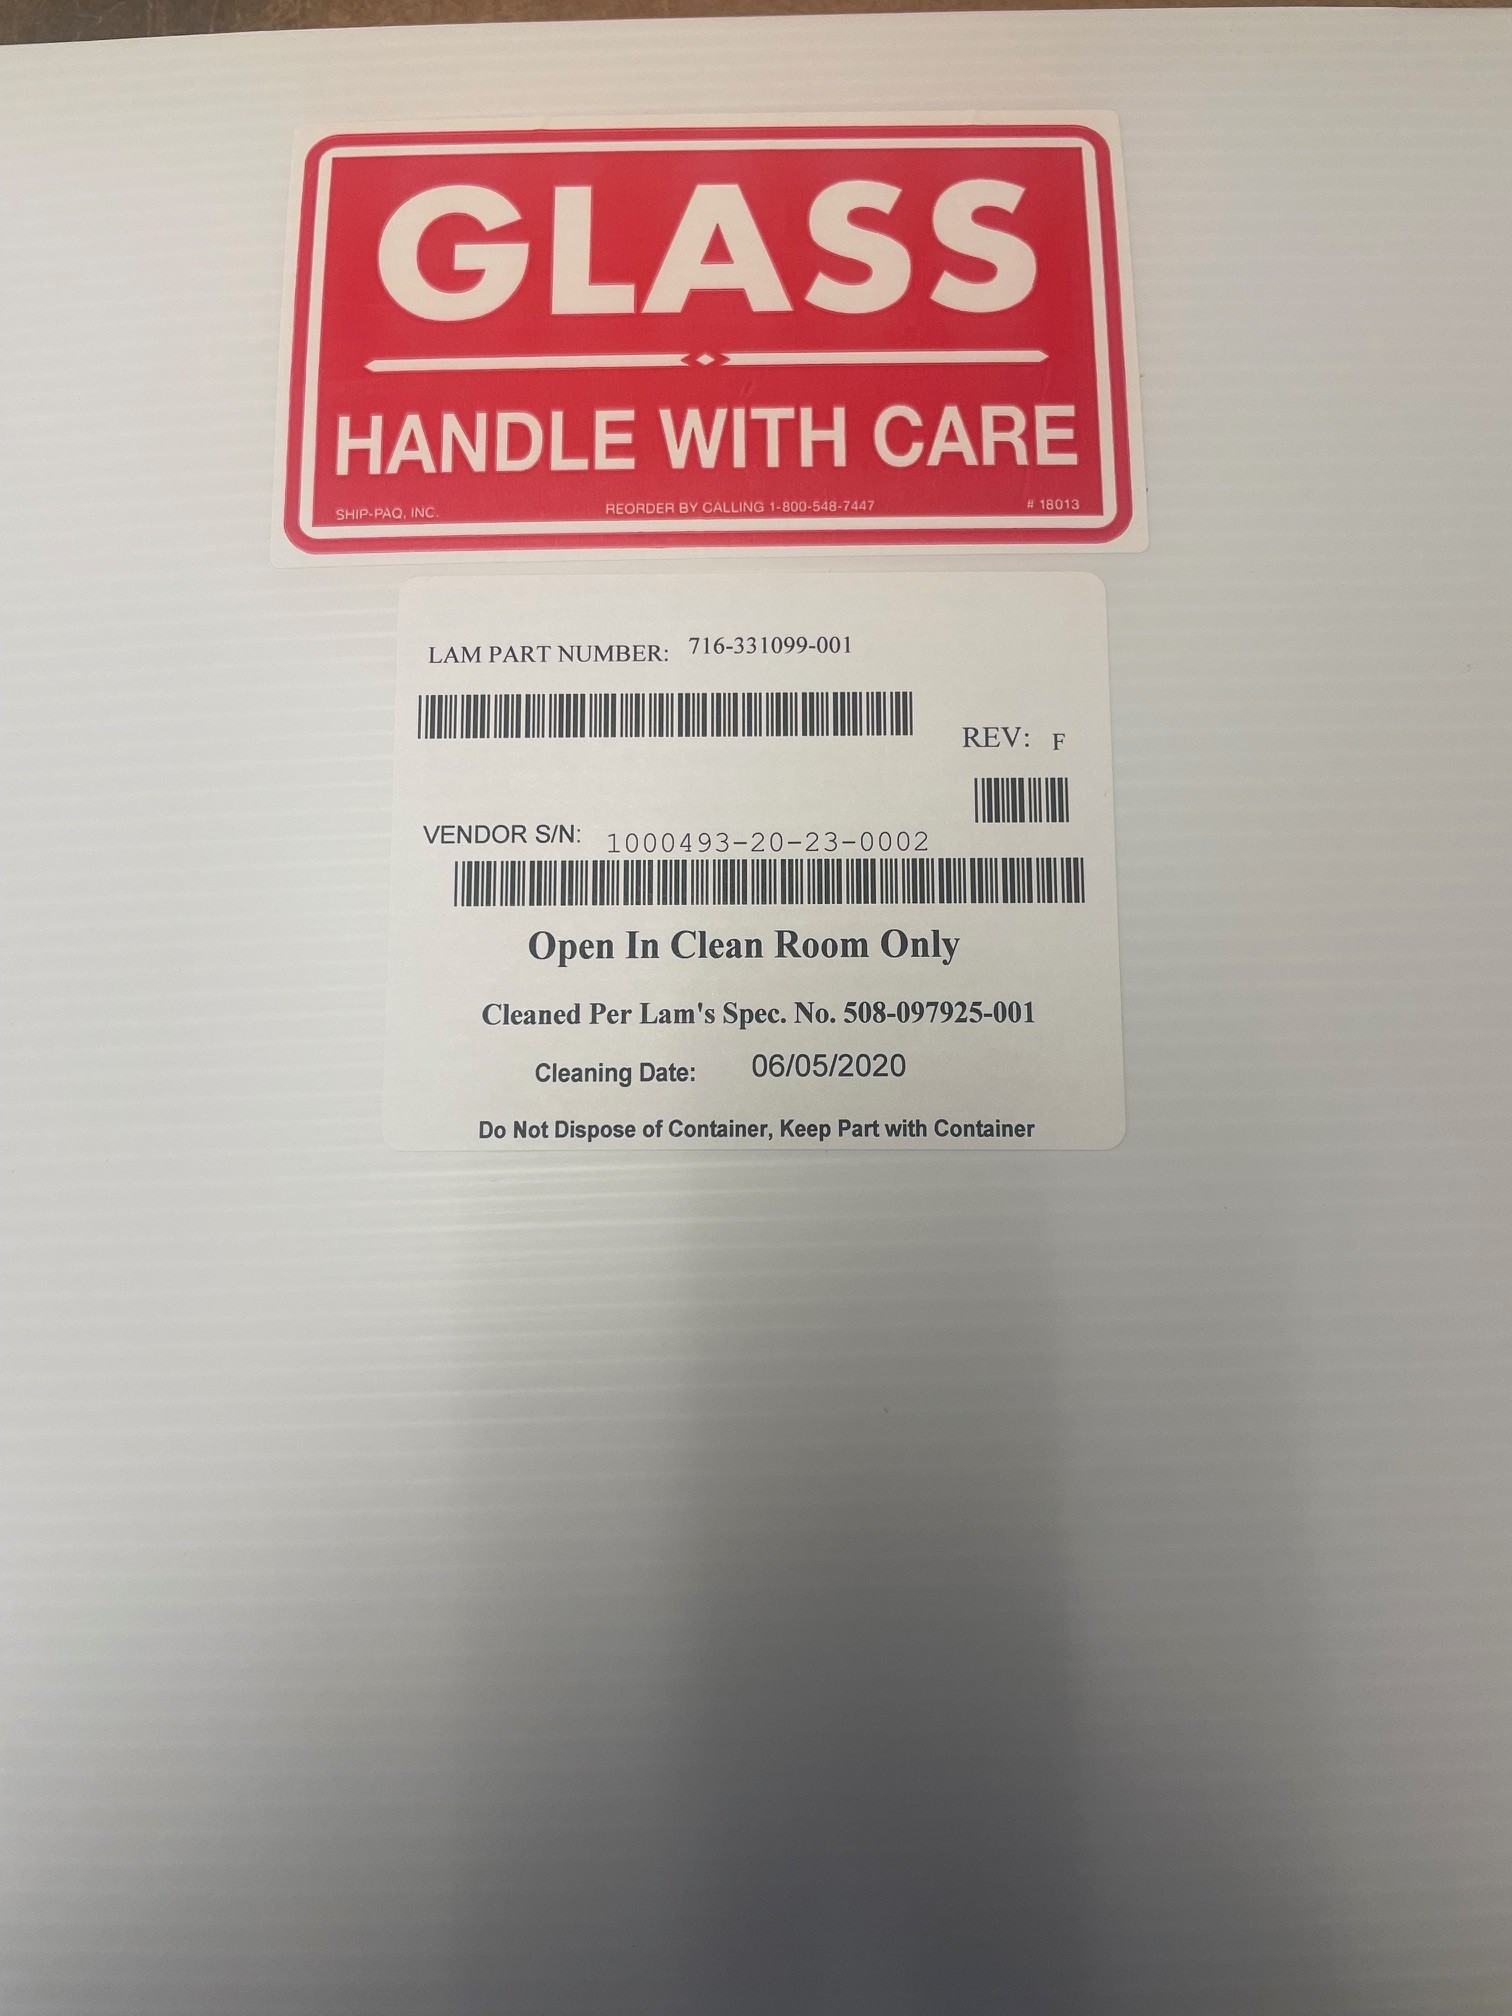 GLASS
HANDLE WITH CARE
SHIP-PAQ, INC. REORDER BY CALLING 1-800-548-7447 # 18013
LAM PART NUMBER: 716-331099-001
REV: F
VENDOR S/N: 1000493-20-23-0002
Open In Clean Room Only
Cleaned Per Lam's Spec. No. 508-097925-001
Cleaning Date: 06/05/2020
Do Not Dispose of Container, Keep Part with Container